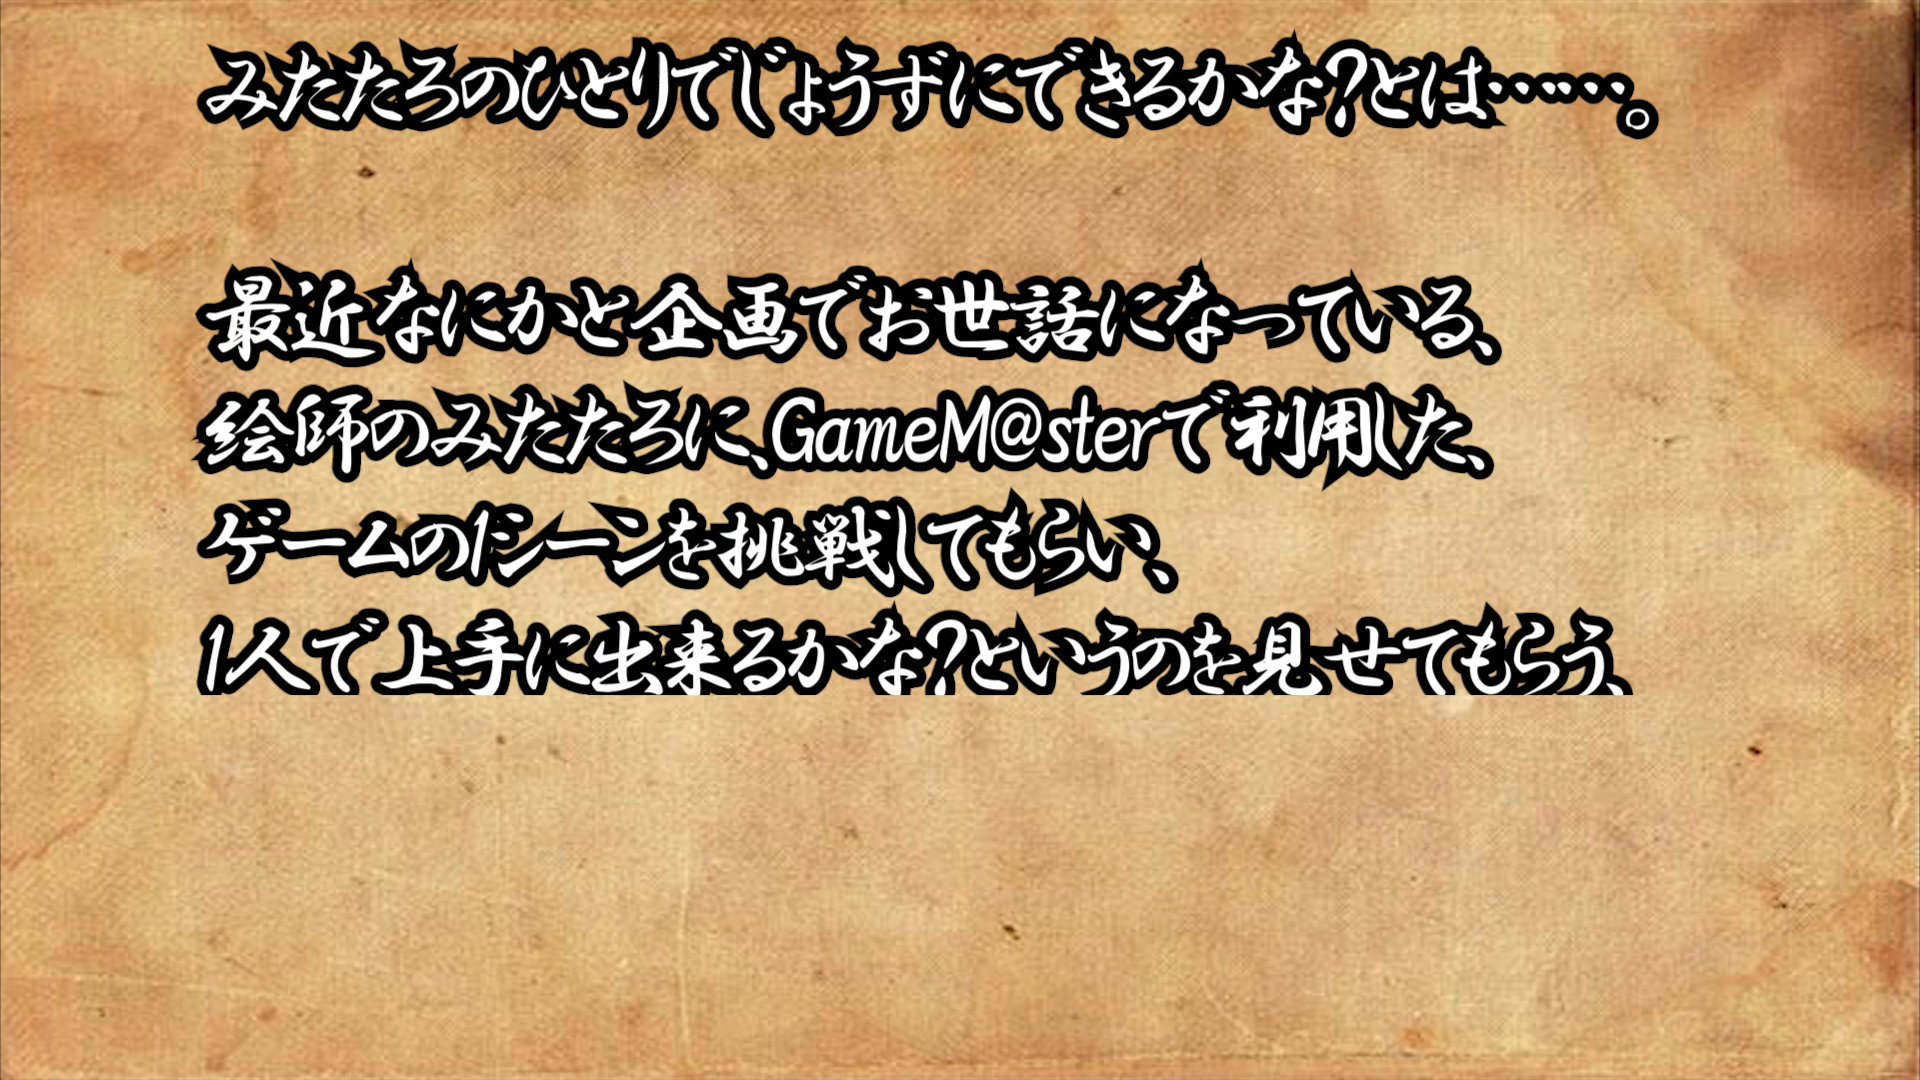 みたたろのひとりでじょうずにできるかな?とは……。
最近なにかと企画でお世話になっている、
絵師のみたたろに、GameM@sterで利用した、
ゲームの1シーンを挑戦してもらい、
1人で上手に出来るかな?というのを見せてもらう、